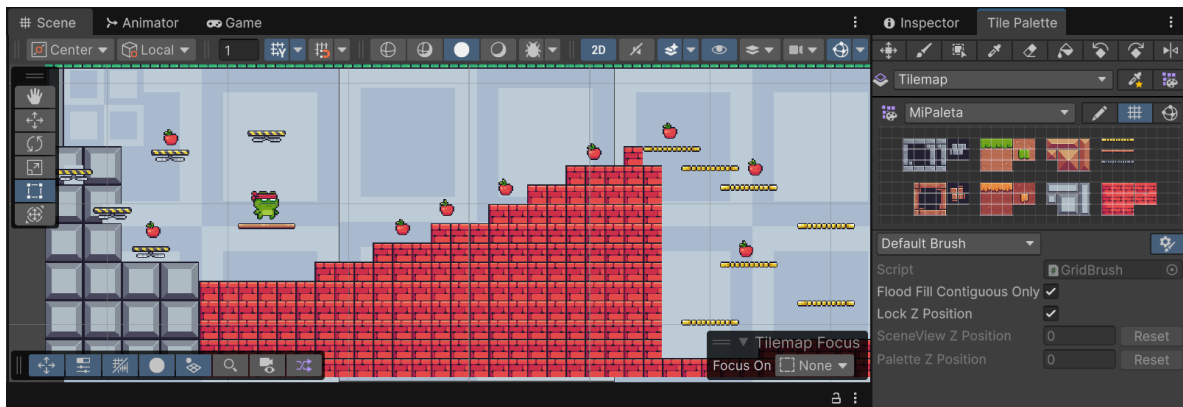 Scene Animator Game
Inspector Tile Palette
Center Local 1 2D
Tilemap
MiPaleta
Default Brush
Script GridBrush
Flood Fill Contiguous Only
Lock Z Position
SceneView Z Position 0 Reset
Palette Z Position 0 Reset
Tilemap Focus
Focus On None